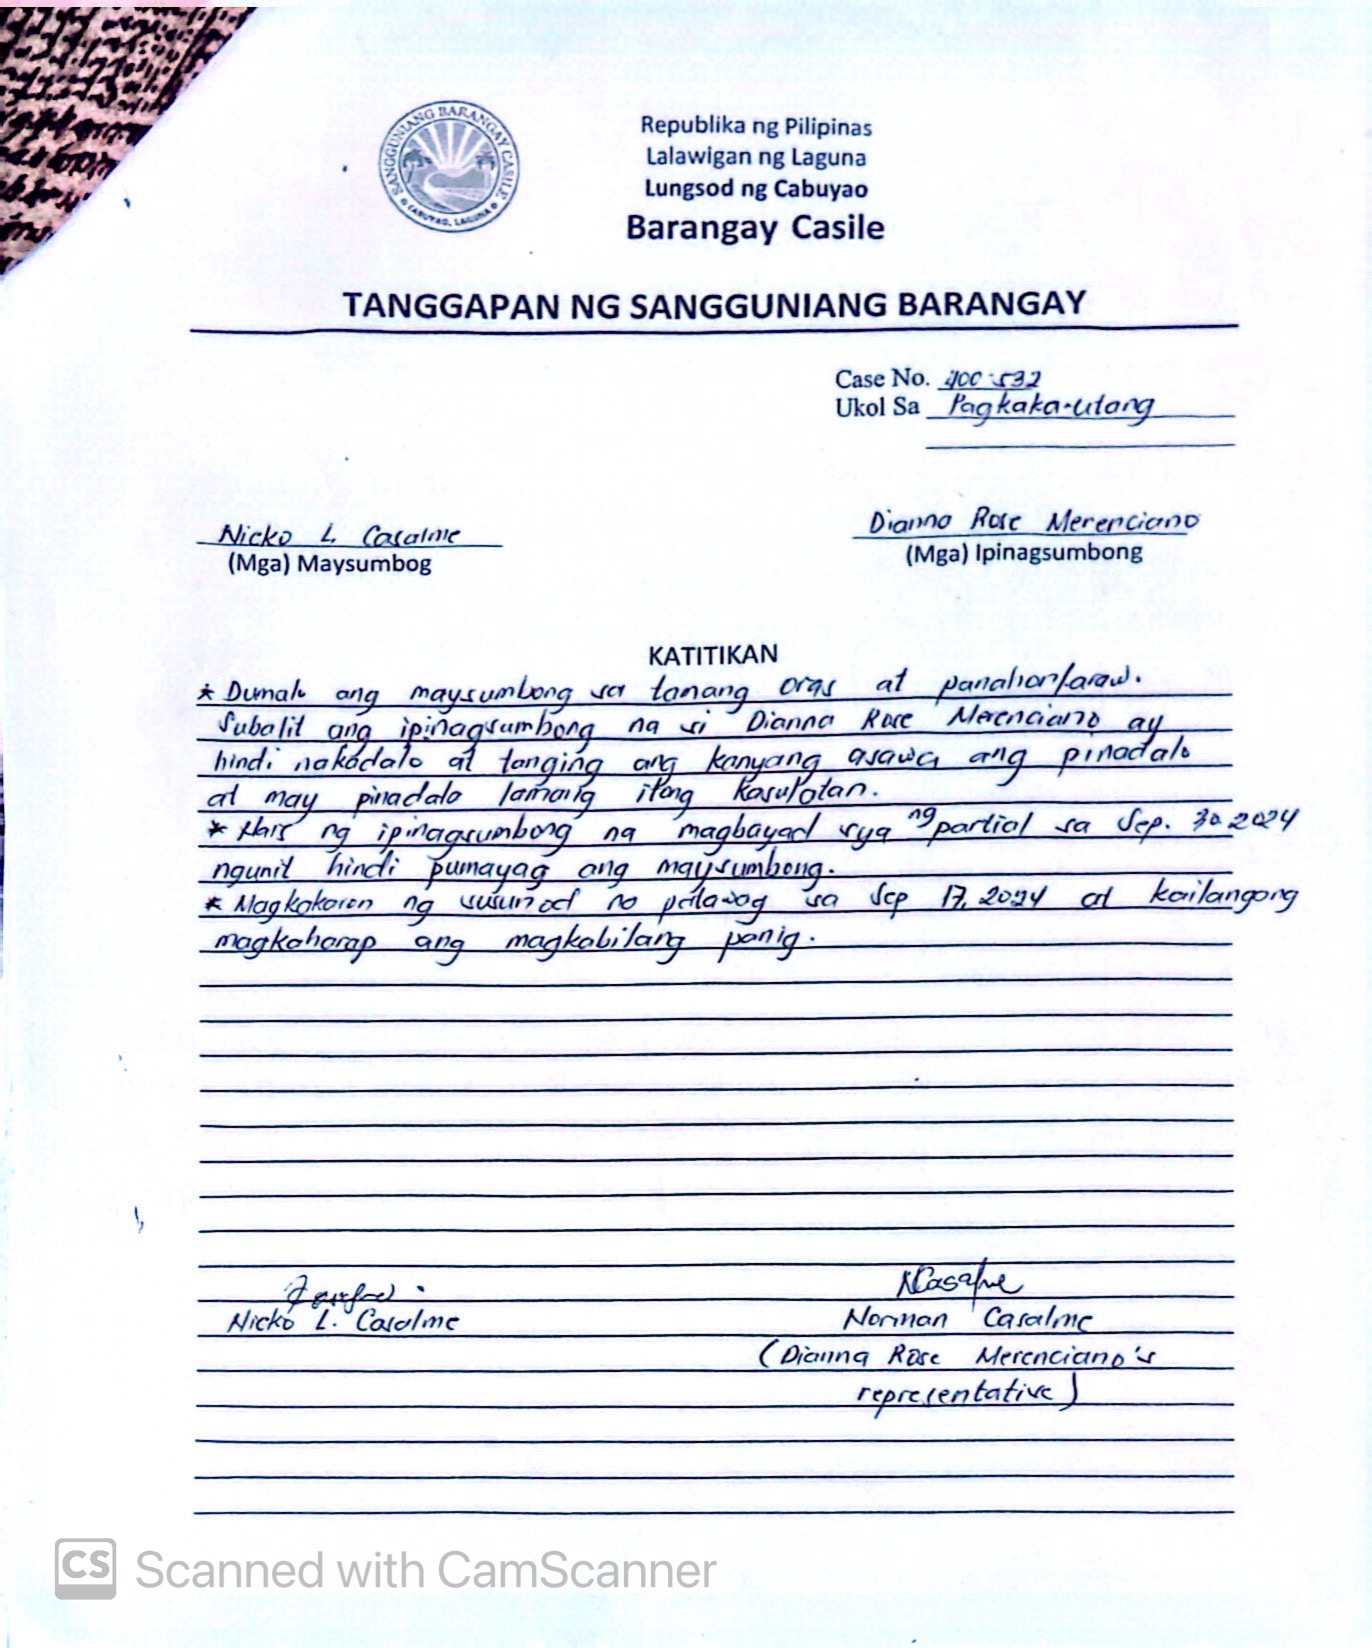 SANGGUNIANG BARANGAY CASILE
CABUYAO, LAGUNA
Republika ng Pilipinas
Lalawigan ng Laguna
Lungsod ng Cabuyao
Barangay Casile
TANGGAPAN NG SANGGUNIANG BARANGAY
Case No. 400-532
Ukol Sa Pagkaka-utang
Nicko L. Casalme
(Mga) Maysumbog
Dianna Rose Merenciano
(Mga) Ipinagsumbong
KATITIKAN
* Dumalo ang maysumbong sa tamang oras at panahon/araw.
Subalit ang ipinagsumbong na si Dianna Rose Merenciano ay
hindi nakadalo at tanging ang kanyang asawa ang pinadalo
at may pinadala lamang itong kasulatan.
* Nais ng ipinagsumbong na magbayad sya ng partial sa Sep. 30 2024
ngunit hindi pumayag ang maysumbong.
* Magkakaron ng susunod na patawag sa Sep 17, 2024 at kailangang
magkaharap ang magkabilang panig.
Nicko L. Casalme
NCasalme
Norman Casalme
(Dianna Rose Merenciano's
representative)
CS Scanned with CamScanner